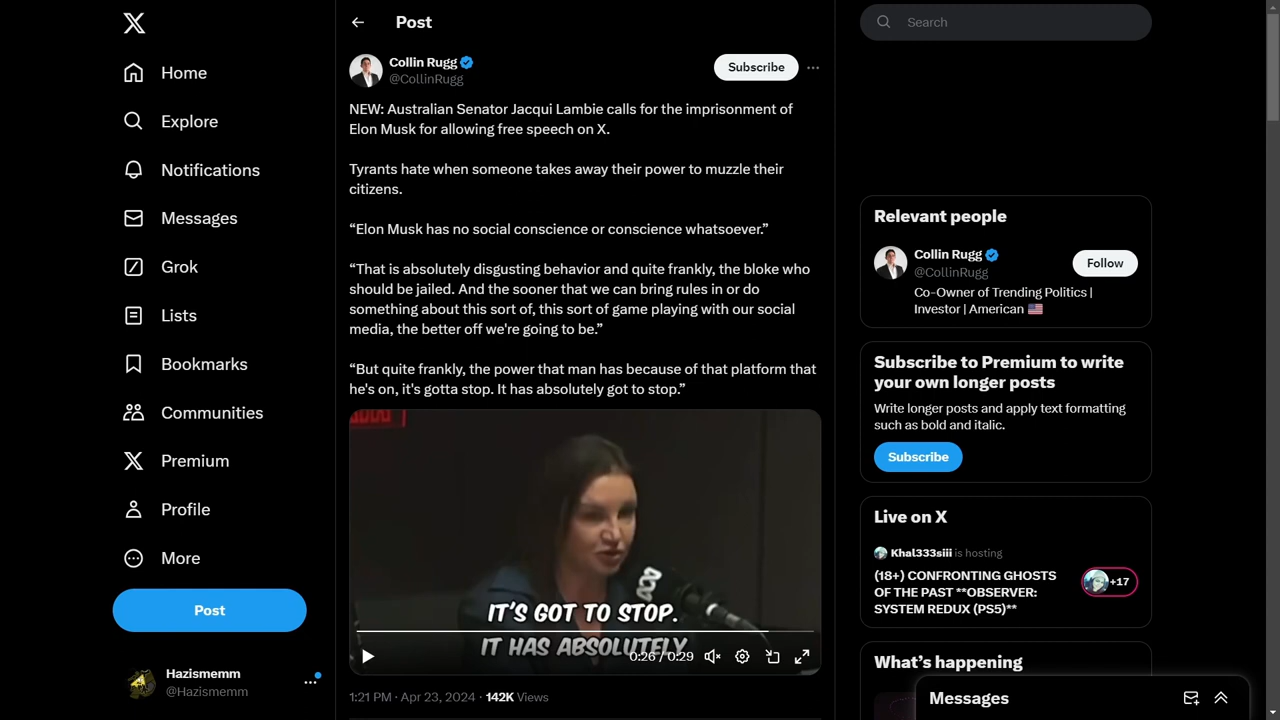 Post
Search
Home
Explore
Notifications
Messages
Grok
Lists
Bookmarks
Communities
Premium
Profile
More
Post
Hazismemm
@Hazismemm
Collin Rugg
@CollinRugg
Subscribe
NEW: Australian Senator Jacqui Lambie calls for the imprisonment of
Elon Musk for allowing free speech on X.
Tyrants hate when someone takes away their power to muzzle their
citizens.
“Elon Musk has no social conscience or conscience whatsoever.”
“That is absolutely disgusting behavior and quite frankly, the bloke who
should be jailed. And the sooner that we can bring rules in or do
something about this sort of, this sort of game playing with our social
media, the better off we're going to be.”
“But quite frankly, the power that man has because of that platform that
he's on, it's gotta stop. It has absolutely got to stop.”
IT'S GOT TO STOP.
IT HAS ABSOLUTELY
0:26 / 0:29
1:21 PM · Apr 23, 2024 · 142K Views
Relevant people
Collin Rugg
@CollinRugg
Follow
Co-Owner of Trending Politics |
Investor | American
Subscribe to Premium to write
your own longer posts
Write longer posts and apply text formatting
such as bold and italic.
Subscribe
Live on X
Khal333siii is hosting
(18+) CONFRONTING GHOSTS
OF THE PAST **OBSERVER:
SYSTEM REDUX (PS5)**
+17
What's happening
Messages